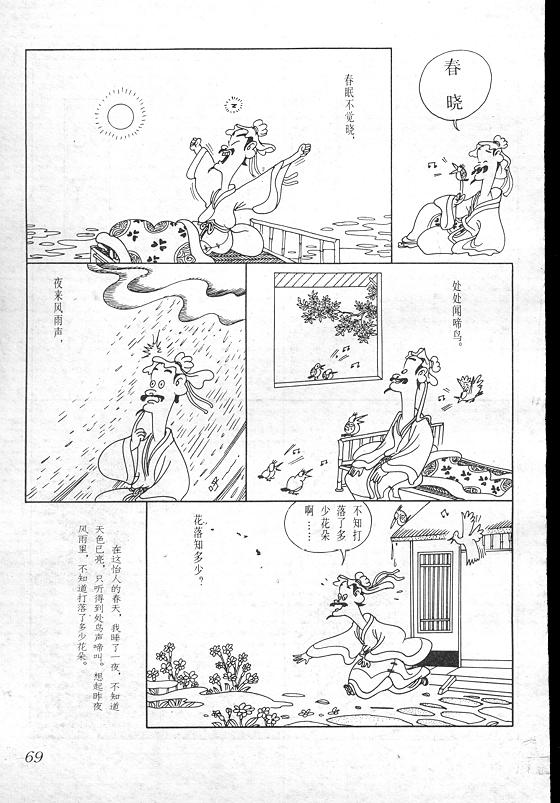 春
晓
春眠不觉晓，
处处闻啼鸟。
夜来风雨声，
不知打
落了多
少花朵
啊……
花落知多少？
在这怡人的春天，我睡了一夜，不知道
天色已亮，只听得到处鸟声啼叫。想起昨夜
风雨里，不知道打落了多少花朵。
69